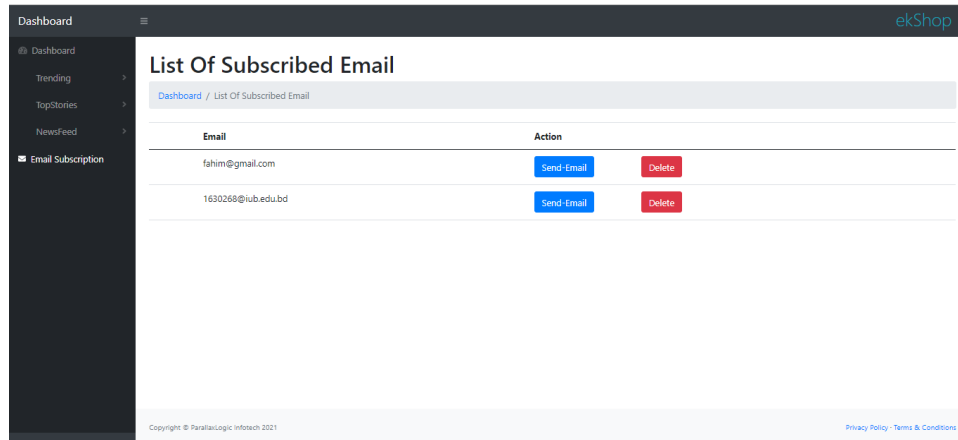 Dashboard
ekShop
Dashboard
Trending
TopStories
NewsFeed
Email Subscription
List Of Subscribed Email
Dashboard / List Of Subscribed Email
Email Action
fahim@gmail.com Send-Email Delete
1630268@iub.edu.bd Send-Email Delete
Copyright © ParallaxLogic Infotech 2021
Privacy Policy · Terms & Conditions